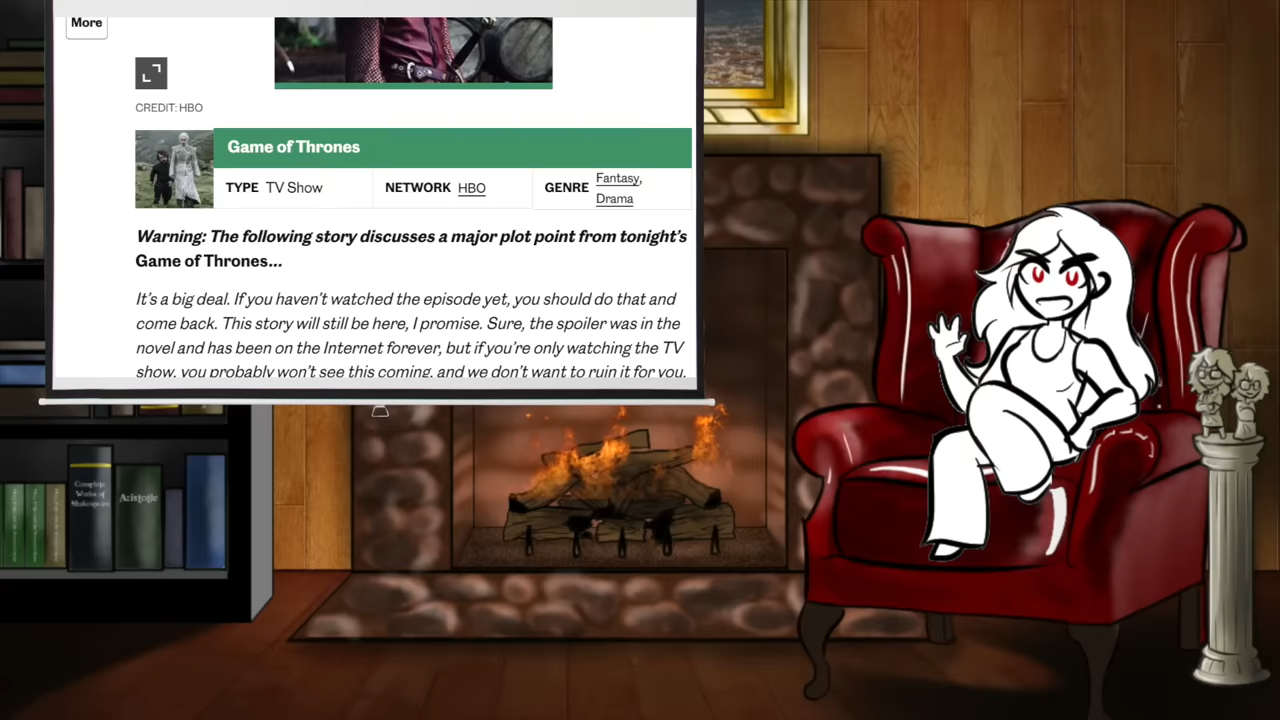 More
CREDIT: HBO
Game of Thrones
TYPE TV Show
NETWORK HBO
GENRE Fantasy,
Drama
Warning: The following story discusses a major plot point from tonight's
Game of Thrones...
It's a big deal. If you haven't watched the episode yet, you should do that and
come back. This story will still be here, I promise. Sure, the spoiler was in the
novel and has been on the Internet forever, but if you're only watching the TV
show, you probably won't see this coming, and we don't want to ruin it for you.
Complete
Works of
Shakespeare
Aristotle